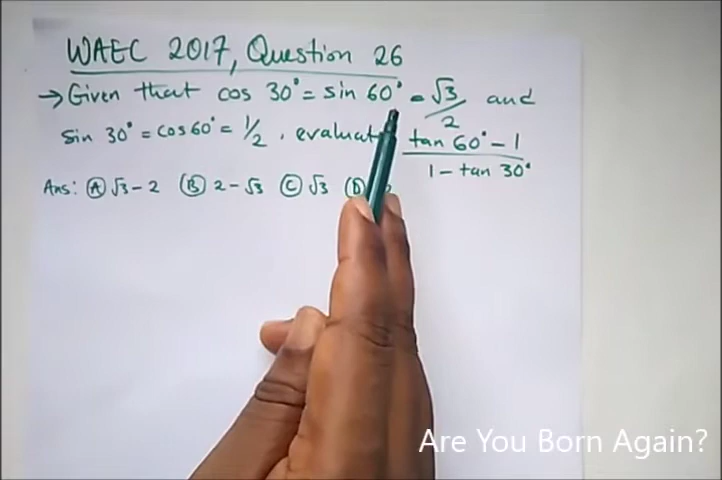 WAEC 2017, Question 26
→ Given that cos 30° = sin 60° = √3/2 and
sin 30° = cos 60° = 1/2 , evaluat tan 60° - 1 / 1 - tan 30°
Ans: Ⓐ √3 - 2 Ⓑ 2 - √3 Ⓒ √3 Ⓓ
Are You Born Again?